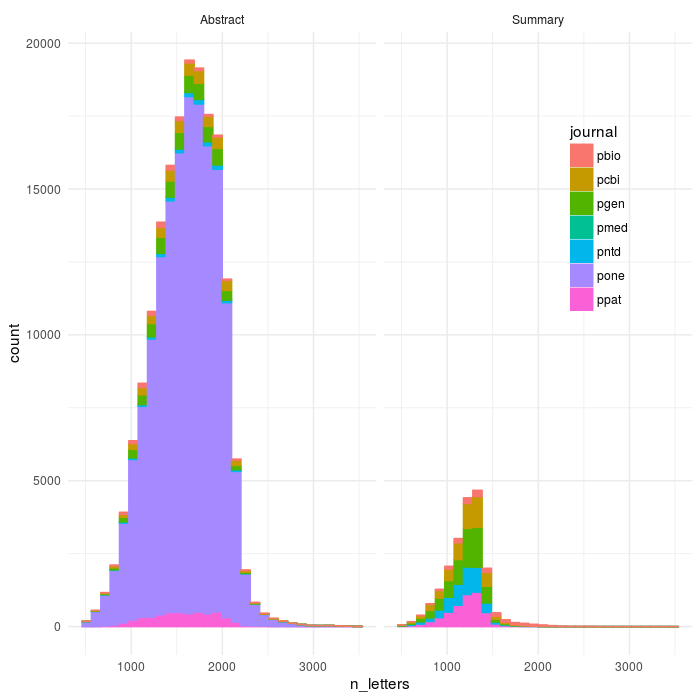 Abstract
Summary
20000
15000
10000
5000
0
count
journal
pbio
pcbi
pgen
pmed
pntd
pone
ppat
1000 2000 3000
1000 2000 3000
n_letters